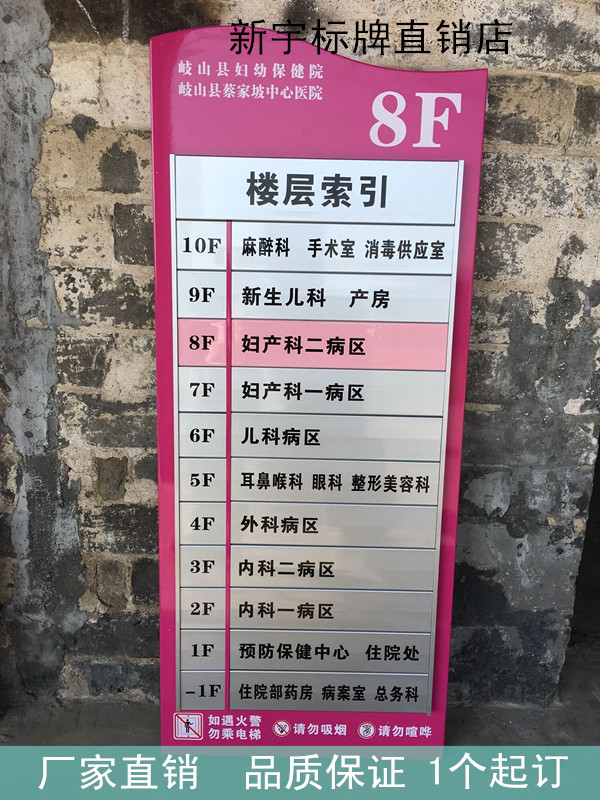 新宇标牌直销店
岐山县妇幼保健院
岐山县蔡家坡中心医院
8F
楼层索引
10F 麻醉科 手术室 消毒供应室
9F 新生儿科 产房
8F 妇产科二病区
7F 妇产科一病区
6F 儿科病区
5F 耳鼻喉科 眼科 整形美容科
4F 外科病区
3F 内科二病区
2F 内科一病区
1F 预防保健中心 住院处
-1F 住院部药房 病案室 总务科
如遇火警
勿乘电梯
请勿吸烟
请勿喧哗
厂家直销 品质保证 1个起订